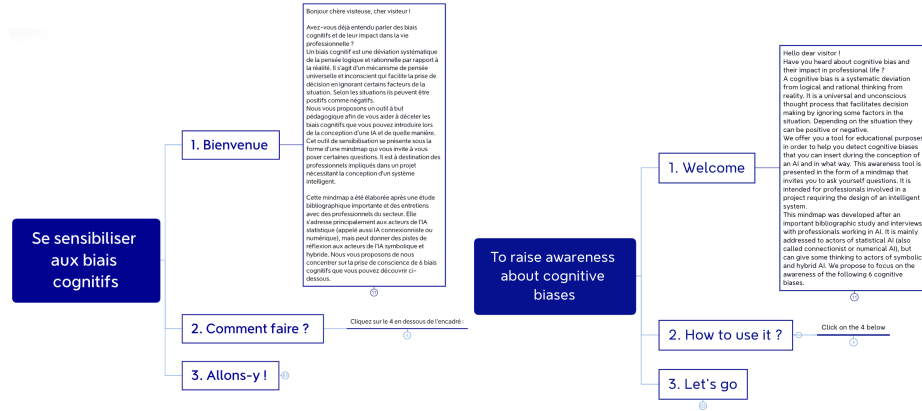 Se sensibiliser
aux biais
cognitifs
1. Bienvenue
Bonjour chère visiteuse, cher visiteur !
Avez-vous déjà entendu parler des biais
cognitifs et de leur impact dans la vie
professionnelle ?
Un biais cognitif est une déviation systématique
de la pensée logique et rationnelle par rapport à
la réalité. Il s'agit d'un mécanisme de pensée
universelle et inconscient qui facilite la prise de
décision en ignorant certains facteurs de la
situation. Selon les situations ils peuvent être
positifs comme négatifs.
Nous vous proposons un outil à but
pédagogique afin de vous aider à déceler les
biais cognitifs que vous pouvez introduire lors
de la conception d'une IA et de quelle manière.
Cet outil de sensibilisation se présente sous la
forme d'une mindmap qui vous invite à vous
poser certaines questions. Il est à destination des
professionnels impliqués dans un projet
nécessitant la conception d'un système
intelligent.
Cette mindmap a été élaborée après une étude
bibliographique importante et des entretiens
avec des professionnels du secteur. Elle
s'adresse principalement aux acteurs de l'IA
statistique (appelé aussi IA connexionniste ou
numérique), mais peut donner des pistes de
réflexion aux acteurs de l'IA symbolique et
hybride. Nous vous proposons de nous
concentrer sur la prise de conscience de 6 biais
cognitifs que vous pouvez découvrir ci-
dessous.
2. Comment faire ?
Cliquez sur le 4 en dessous de l'encadré :
3. Allons-y !
To raise awareness
about cognitive
biases
1. Welcome
Hello dear visitor !
Have you heard about cognitive bias and
their impact in professional life ?
A cognitive bias is a systematic deviation
from logical and rational thinking from
reality. It is a universal and unconscious
thought process that facilitates decision
making by ignoring some factors in the
situation. Depending on the situation they
can be positive or negative.
We offer you a tool for educational purposes
in order to help you detect cognitive biases
that you can insert during the conception of
an AI and in what way. This awareness tool is
presented in the form of a mindmap that
invites you to ask yourself questions. It is
intended for professionals involved in a
project requiring the design of an intelligent
system.
This mindmap was developed after an
important bibliographic study and interviews
with professionals working in AI. It is mainly
addressed to actors of statistical AI (also
called connectionist or numerical AI), but
can give some thinking to actors of symbolic
and hybrid AI. We propose to focus on the
awareness of the following 6 cognitive
biases.
2. How to use it ?
Click on the 4 below
3. Let's go